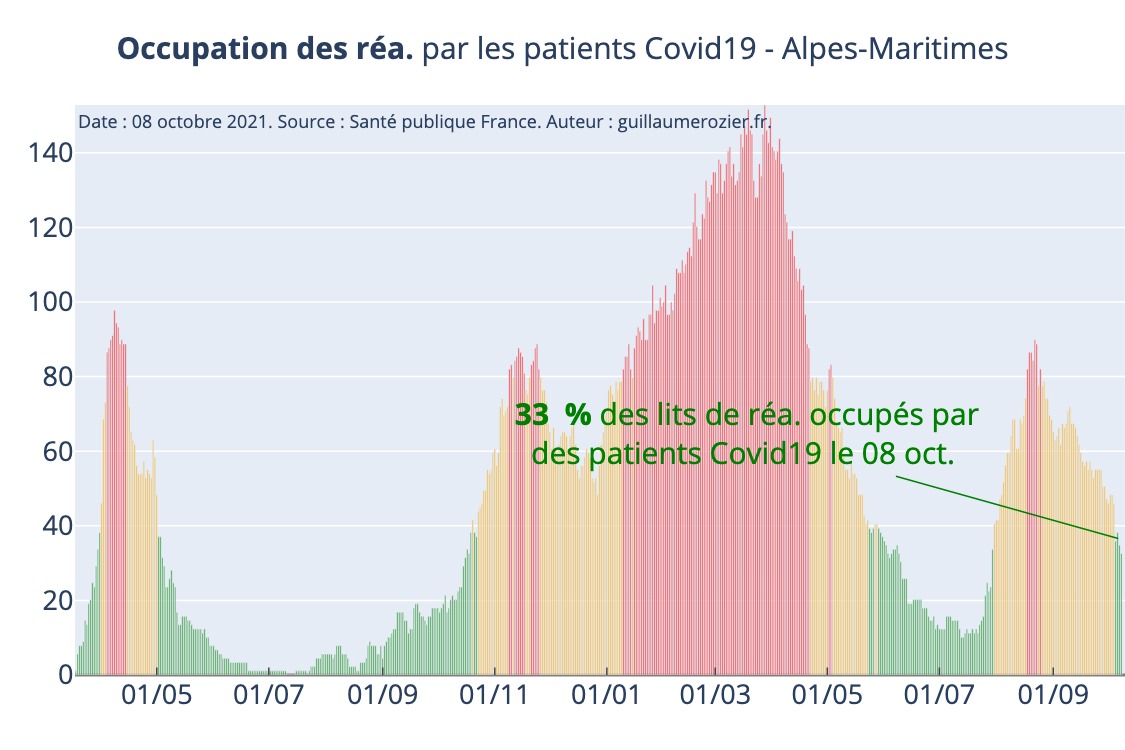 Occupation des réa. par les patients Covid19 - Alpes-Maritimes
Date : 08 octobre 2021. Source : Santé publique France. Auteur : guillaumerozier.fr.
140
120
100
80
60
40
20
0
33 % des lits de réa. occupés par
des patients Covid19 le 08 oct.
01/05 01/07 01/09 01/11 01/01 01/03 01/05 01/07 01/09